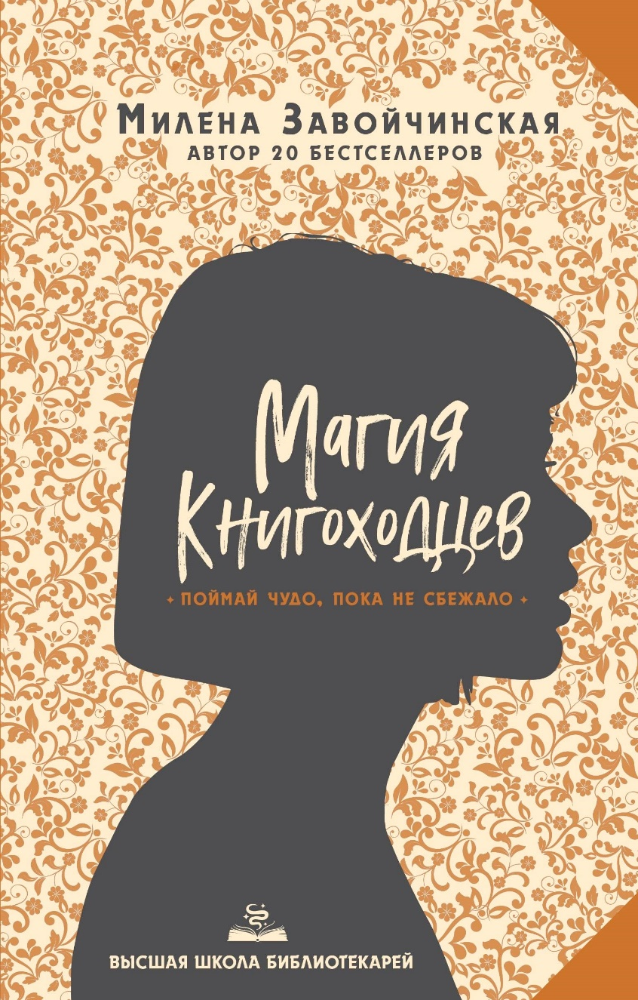 Милена Завойчинская
АВТОР 20 БЕСТСЕЛЛЕРОВ
Магия
Книгоходцев
ПОЙМАЙ ЧУДО, ПОКА НЕ СБЕЖАЛО
ВЫСШАЯ ШКОЛА БИБЛИОТЕКАРЕЙ